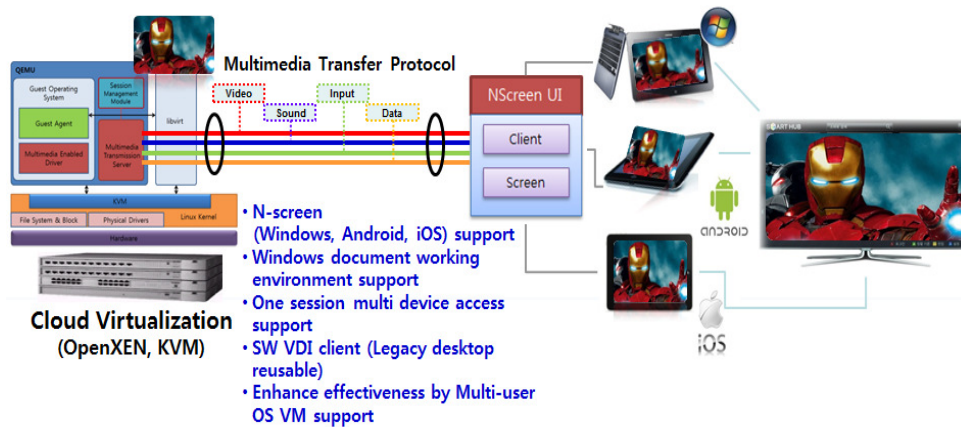 QEMU
Guest Operating
System
Guest Agent
Multimedia Enabled
Driver
Session
Management
Module
Multimedia
Transmission
Server
libvirt
KVM
File System & Block
Physical Drivers
Linux Kernel
Hardware
Cloud Virtualization
(OpenXEN, KVM)
Multimedia Transfer Protocol
Video
Sound
Input
Data
NScreen UI
Client
Screen
• N-screen
(Windows, Android, iOS) support
• Windows document working
environment support
• One session multi device access
support
• SW VDI client (Legacy desktop
reusable)
• Enhance effectiveness by Multi-user
OS VM support
ANDROID
iOS
SMART HUB